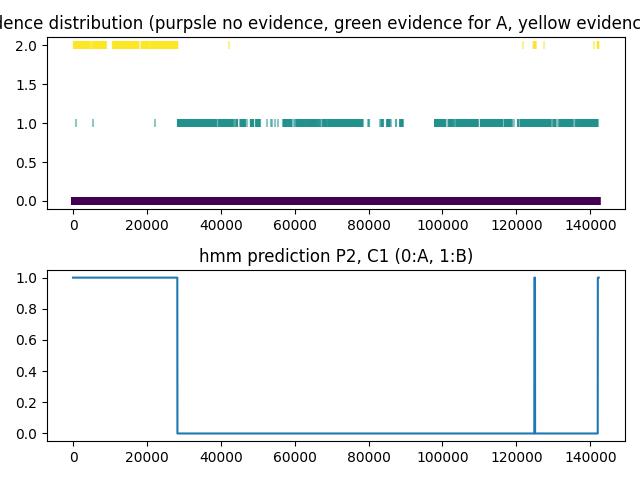 dence distribution (purpsle no evidence, green evidence for A, yellow evidenc
2.0
1.5
1.0
0.5
0.0
0 20000 40000 60000 80000 100000 120000 140000
hmm prediction P2, C1 (0:A, 1:B)
1.0
0.8
0.6
0.4
0.2
0.0
0 20000 40000 60000 80000 100000 120000 140000